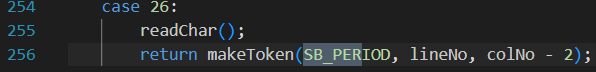 254 case 26:
255 readChar();
256 return makeToken(SB_PERIOD, lineNo, colNo - 2);